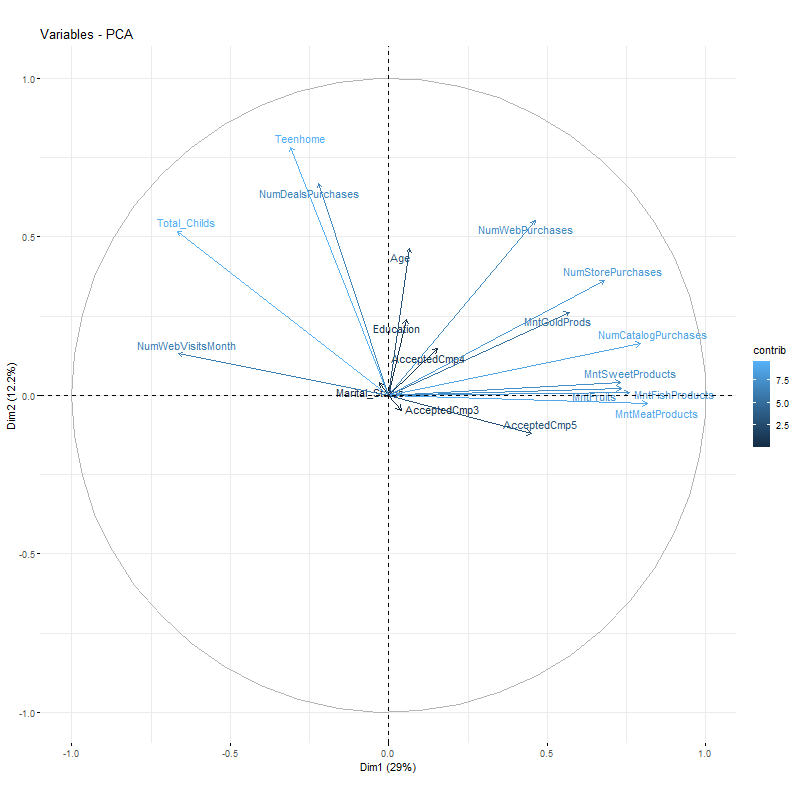 Variables - PCA
1.0
Teenhome
NumDealsPurchases
Total_Childs
NumWebPurchases
0.5
Age
NumStorePurchases
Education
MntGoldProds
NumCatalogPurchases
NumWebVisitsMonth
AcceptedCmp4
MntSweetProducts
Marital_Status
MntFruits
MntFishProducts
0.0
AcceptedCmp3
MntMeatProducts
AcceptedCmp5
-0.5
-1.0
Dim2 (12.2%)
-1.0 -0.5 0.0 0.5 1.0
Dim1 (29%)
contrib
7.5
5.0
2.5